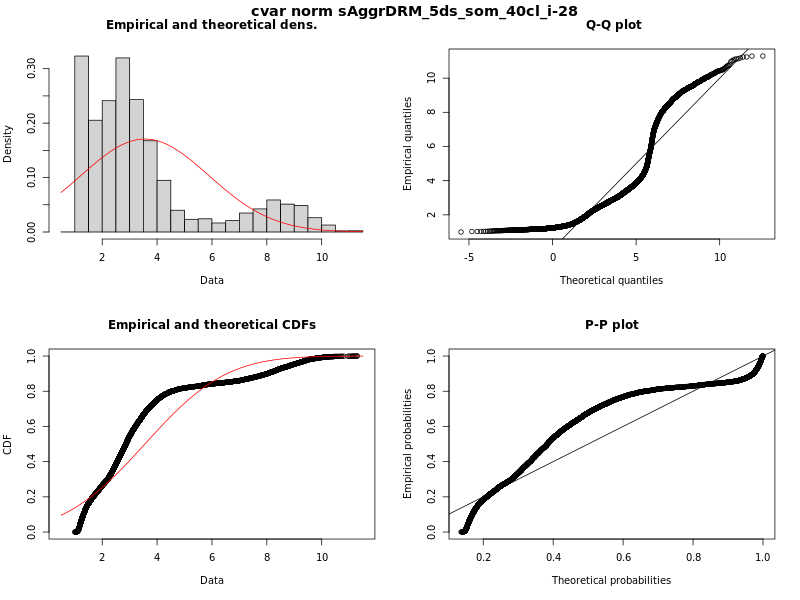 cvar norm sAggrDRM_5ds_som_40cl_i-28
Empirical and theoretical dens.
Density
0.00 0.10 0.20 0.30
2 4 6 8 10
Data
Q-Q plot
Empirical quantiles
2 4 6 8 10
-5 0 5 10
Theoretical quantiles
Empirical and theoretical CDFs
CDF
0.0 0.2 0.4 0.6 0.8 1.0
2 4 6 8 10
Data
P-P plot
Empirical probabilities
0.0 0.2 0.4 0.6 0.8 1.0
0.2 0.4 0.6 0.8 1.0
Theoretical probabilities